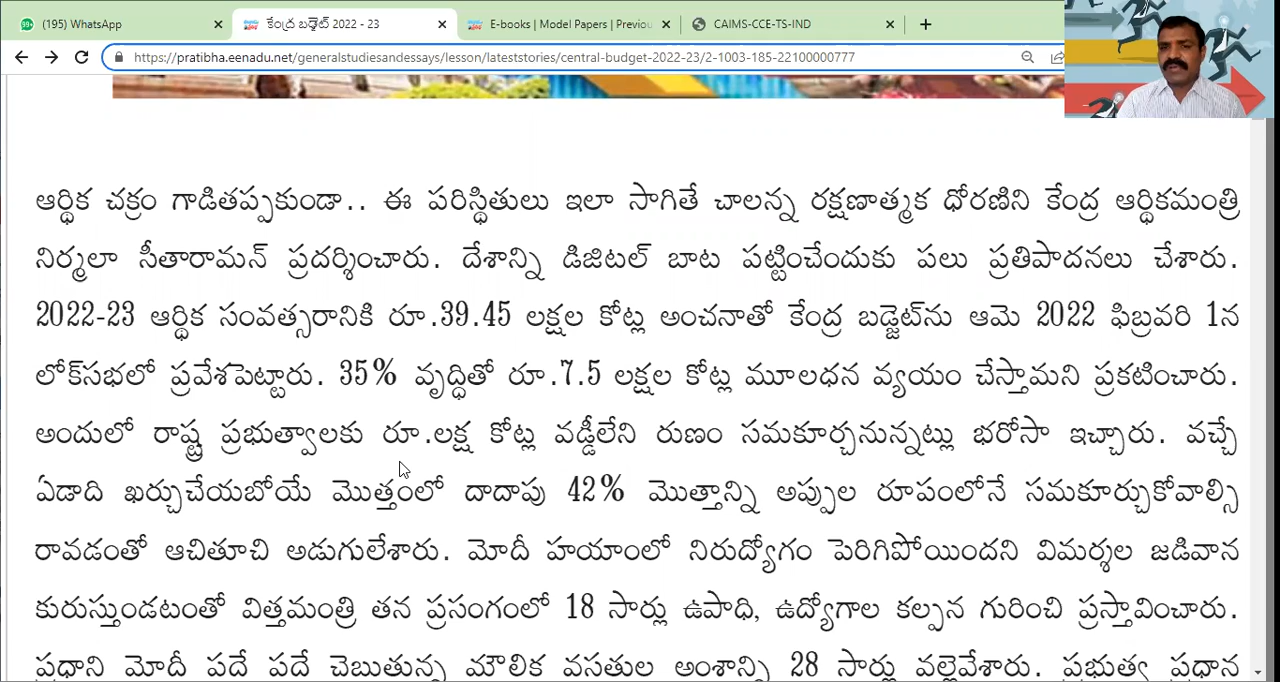 (195) WhatsApp
కేంద్ర బడ్జెట్ 2022 - 23
E-books | Model Papers | Previou
CAIMS-CCE-TS-IND
https://pratibha.eenadu.net/generalstudiesandessays/lesson/lateststories/central-budget-2022-23/2-1003-185-22100000777
ఆర్థిక చక్రం గాడితప్పకుండా.. ఈ పరిస్థితులు ఇలా సాగితే చాలన్న రక్షణాత్మక ధోరణిని కేంద్ర ఆర్థికమంత్రి
నిర్మలా సీతారామన్ ప్రదర్శించారు. దేశాన్ని డిజిటల్ బాట పట్టించేందుకు పలు ప్రతిపాదనలు చేశారు.
2022-23 ఆర్థిక సంవత్సరానికి రూ.39.45 లక్షల కోట్ల అంచనాతో కేంద్ర బడ్జెట్‌ను ఆమె 2022 ఫిబ్రవరి 1న
లోక్‌సభలో ప్రవేశపెట్టారు. 35% వృద్ధితో రూ.7.5 లక్షల కోట్ల మూలధన వ్యయం చేస్తామని ప్రకటించారు.
అందులో రాష్ట్ర ప్రభుత్వాలకు రూ.లక్ష కోట్ల వడ్డీలేని రుణం సమకూర్చనున్నట్లు భరోసా ఇచ్చారు. వచ్చే
ఏడాది ఖర్చుచేయబోయే మొత్తంలో దాదాపు 42% మొత్తాన్ని అప్పుల రూపంలోనే సమకూర్చుకోవాల్సి
రావడంతో ఆచితూచి అడుగులేశారు. మోదీ హయాంలో నిరుద్యోగం పెరిగిపోయిందని విమర్శల జడివాన
కురుస్తుండటంతో విత్తమంత్రి తన ప్రసంగంలో 18 సార్లు ఉపాధి, ఉద్యోగాల కల్పన గురించి ప్రస్తావించారు.
ప్రధాని మోదీ పదే పదే చెబుతున్న మౌలిక వసతుల అంశాన్ని 28 సార్లు వల్లెవేశారు. ప్రభుత్వ ప్రధాన